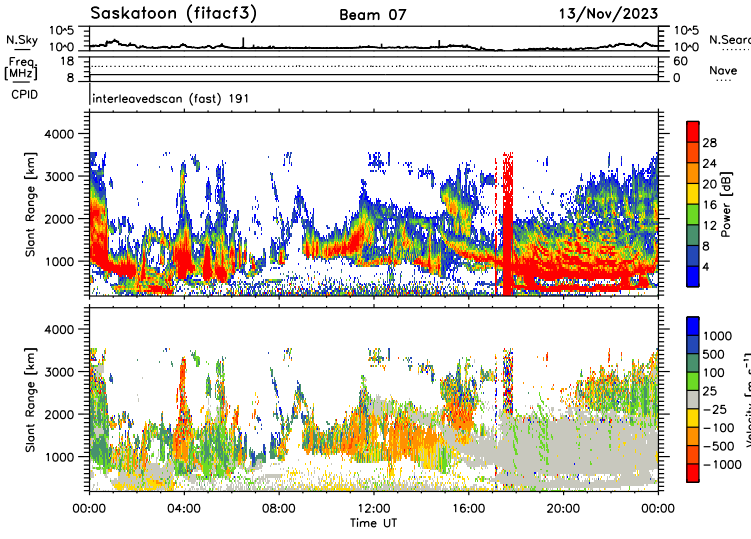 Saskatoon (fitacf3) Beam 07 13/Nov/2023
N.Sky 10^5 10^0 10^5 10^0 N.Sear
Freq. [MHz] 18 8 60 0 Nave
CPID interleavedscan (fast) 191
Slant Range [km] 4000 3000 2000 1000
28 24 20 16 12 8 4 Power [dB]
Slant Range [km] 4000 3000 2000 1000
1000 500 100 25 -25 -100 -500 -1000 Velocity [m s^-1]
00:00 04:00 08:00 12:00 16:00 20:00 00:00
Time UT